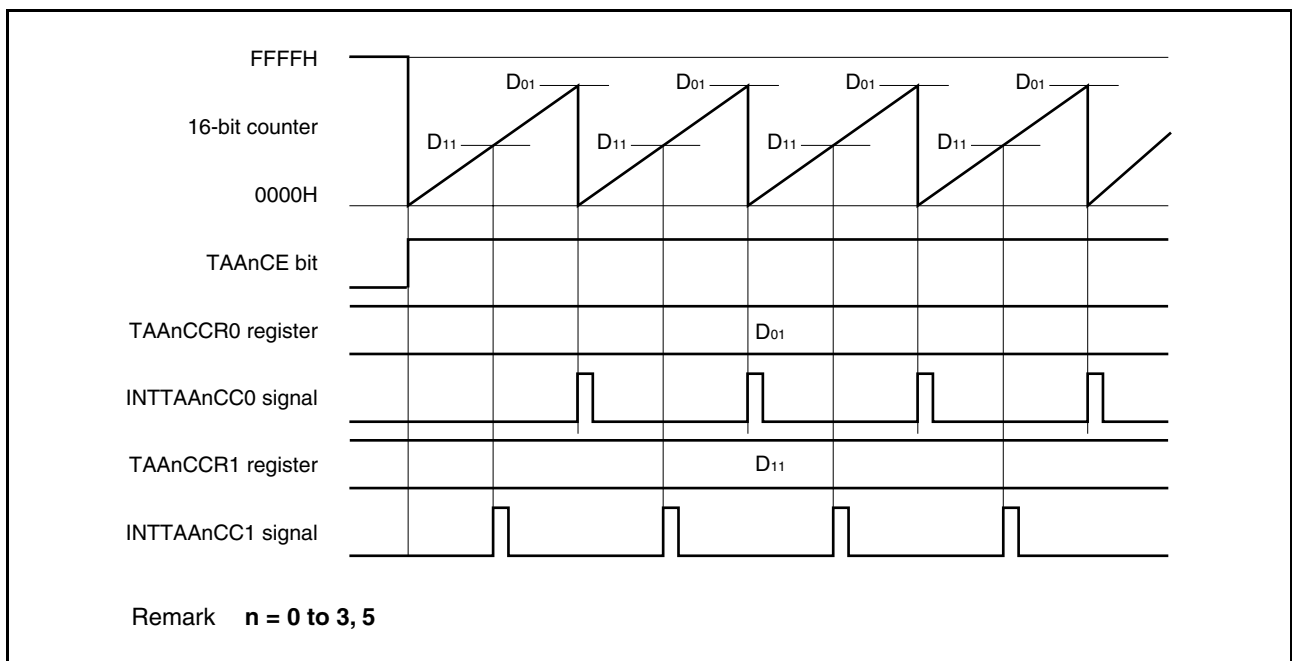 FFFFH
D01 D01 D01 D01
16-bit counter
D11 D11 D11 D11
0000H
TAAnCE bit
TAAnCCR0 register
D01
INTTAAnCC0 signal
TAAnCCR1 register
D11
INTTAAnCC1 signal
Remark n = 0 to 3, 5